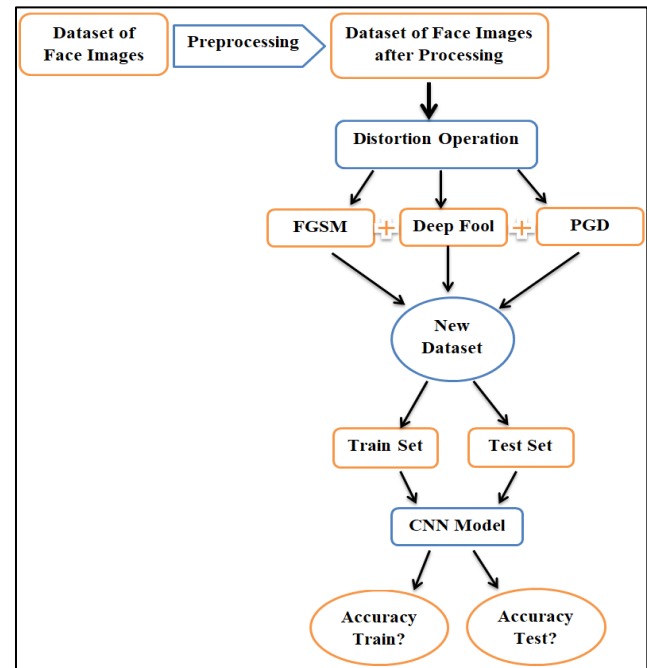 Dataset of
Face Images
Preprocessing
Dataset of Face Images
after Processing
Distortion Operation
FGSM + Deep Fool + PGD
New
Dataset
Train Set
Test Set
CNN Model
Accuracy
Train?
Accuracy
Test?